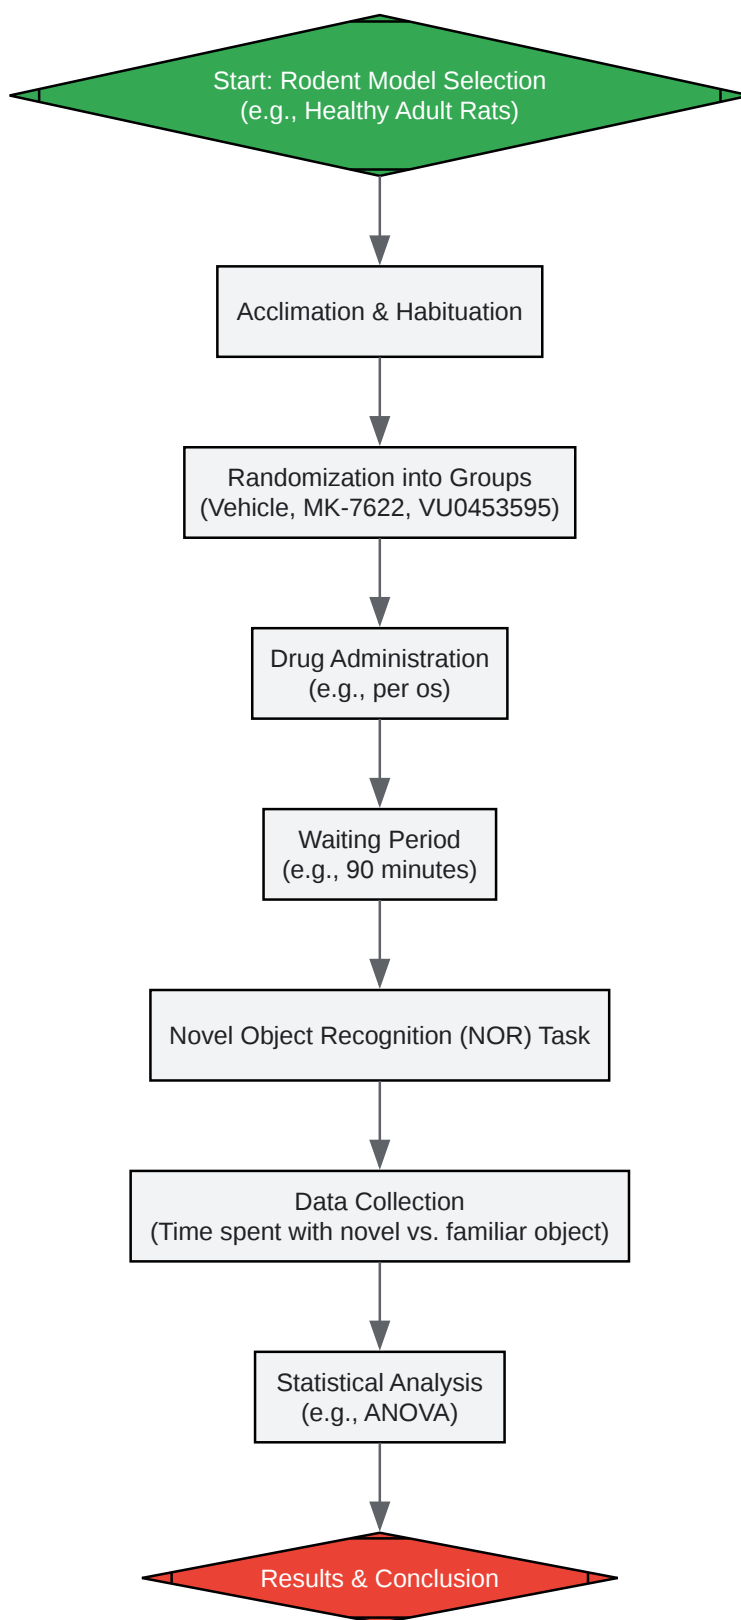 Start: Rodent Model Selection
(e.g., Healthy Adult Rats)
Acclimation & Habituation
Randomization into Groups
(Vehicle, MK-7622, VU0453595)
Drug Administration
(e.g., per os)
Waiting Period
(e.g., 90 minutes)
Novel Object Recognition (NOR) Task
Data Collection
(Time spent with novel vs. familiar object)
Statistical Analysis
(e.g., ANOVA)
Results & Conclusion